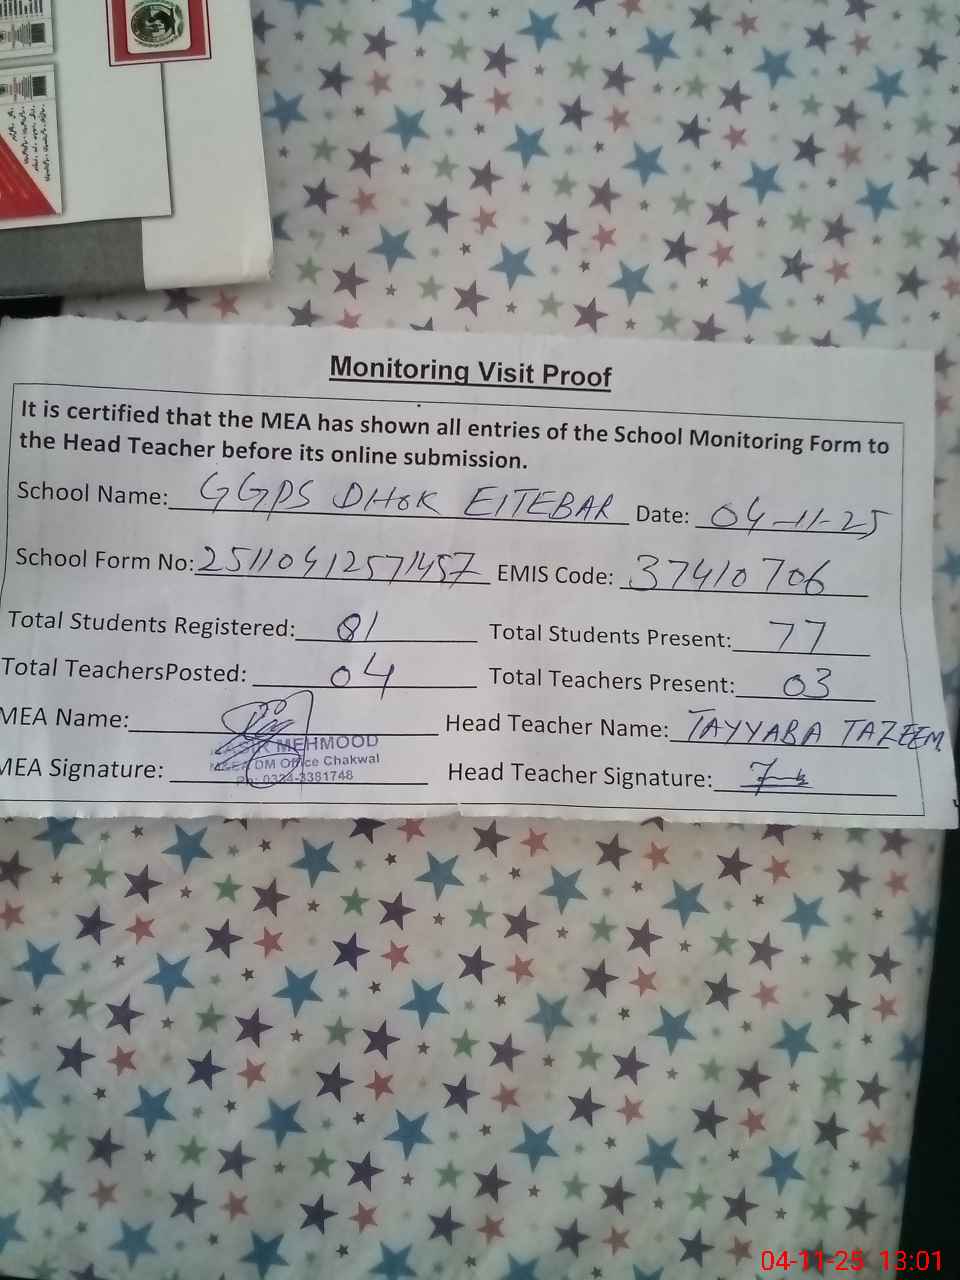 Monitoring Visit Proof
It is certified that the MEA has shown all entries of the School Monitoring Form to
the Head Teacher before its online submission.
School Name: GGPS DHOK EITEBAR Date: 04-11-25
School Form No: 25110412571457 EMIS Code: 37410706
Total Students Registered: 81 Total Students Present: 77
Total TeachersPosted: 04 Total Teachers Present: 03
MEA Name: Head Teacher Name: TAYYABA TAZEEM
MEHMOOD
DM Office Chakwal
Ph: 0324-3381748
MEA Signature: Head Teacher Signature:
04-11-25 13:01